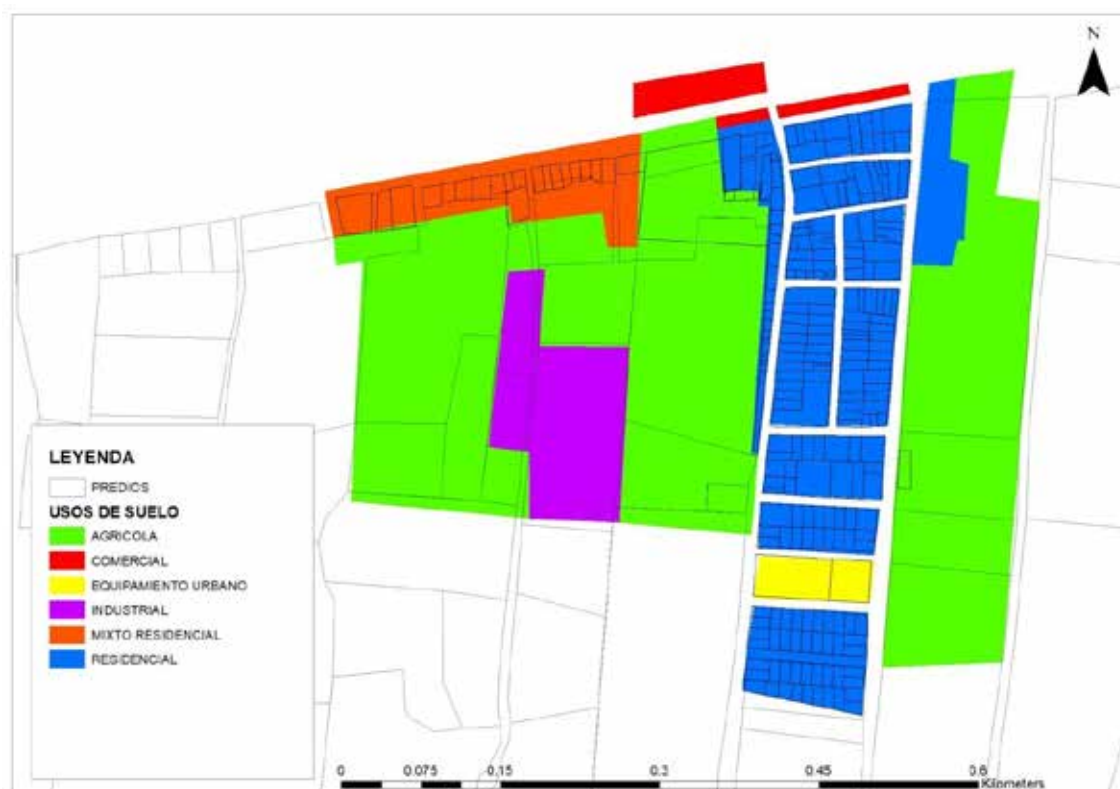 N
LEYENDA
PREDICS
USOS DE SUELO
AGRICOLA
COMERCIAL
EQUIPAMIENTO URBANO
INDUSTRIAL
MIXTO RESIDENCIAL
RESIDENCIAL
0 0.075 0.15 0.3 0.45 0.6
Kilometers